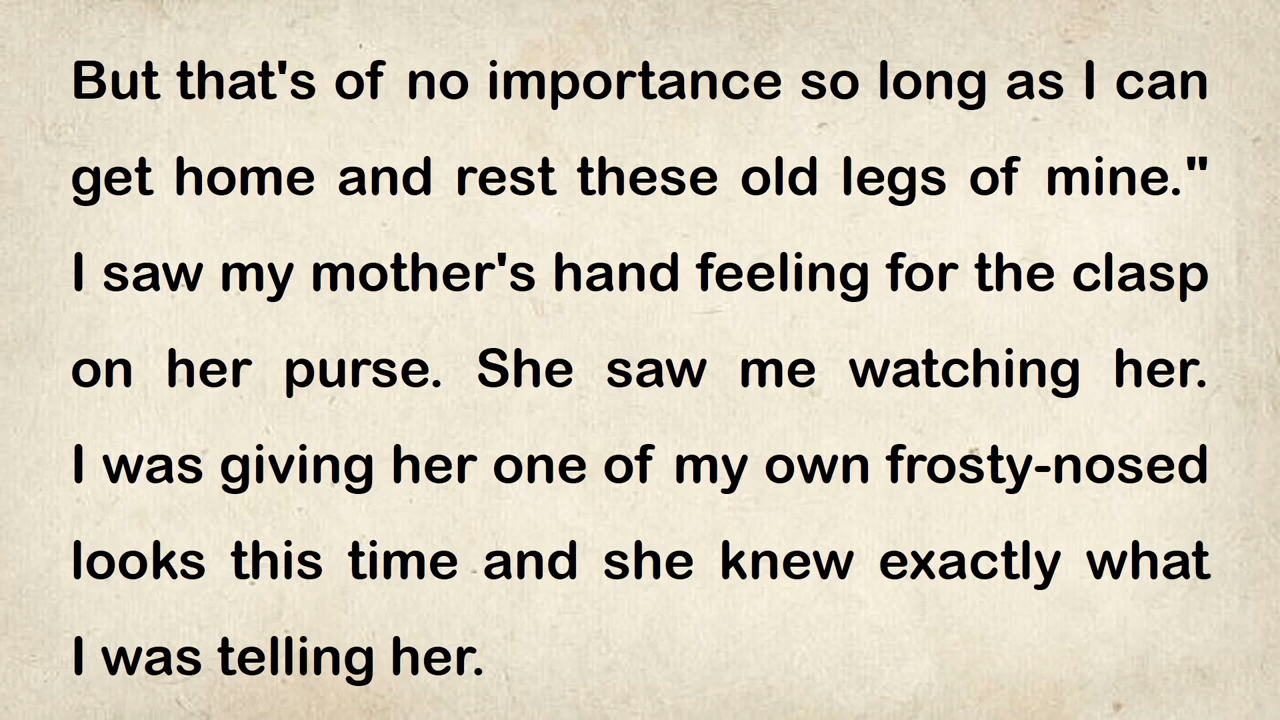 But that's of no importance so long as I can
get home and rest these old legs of mine."
I saw my mother's hand feeling for the clasp
on her purse. She saw me watching her.
I was giving her one of my own frosty-nosed
looks this time and she knew exactly what
I was telling her.